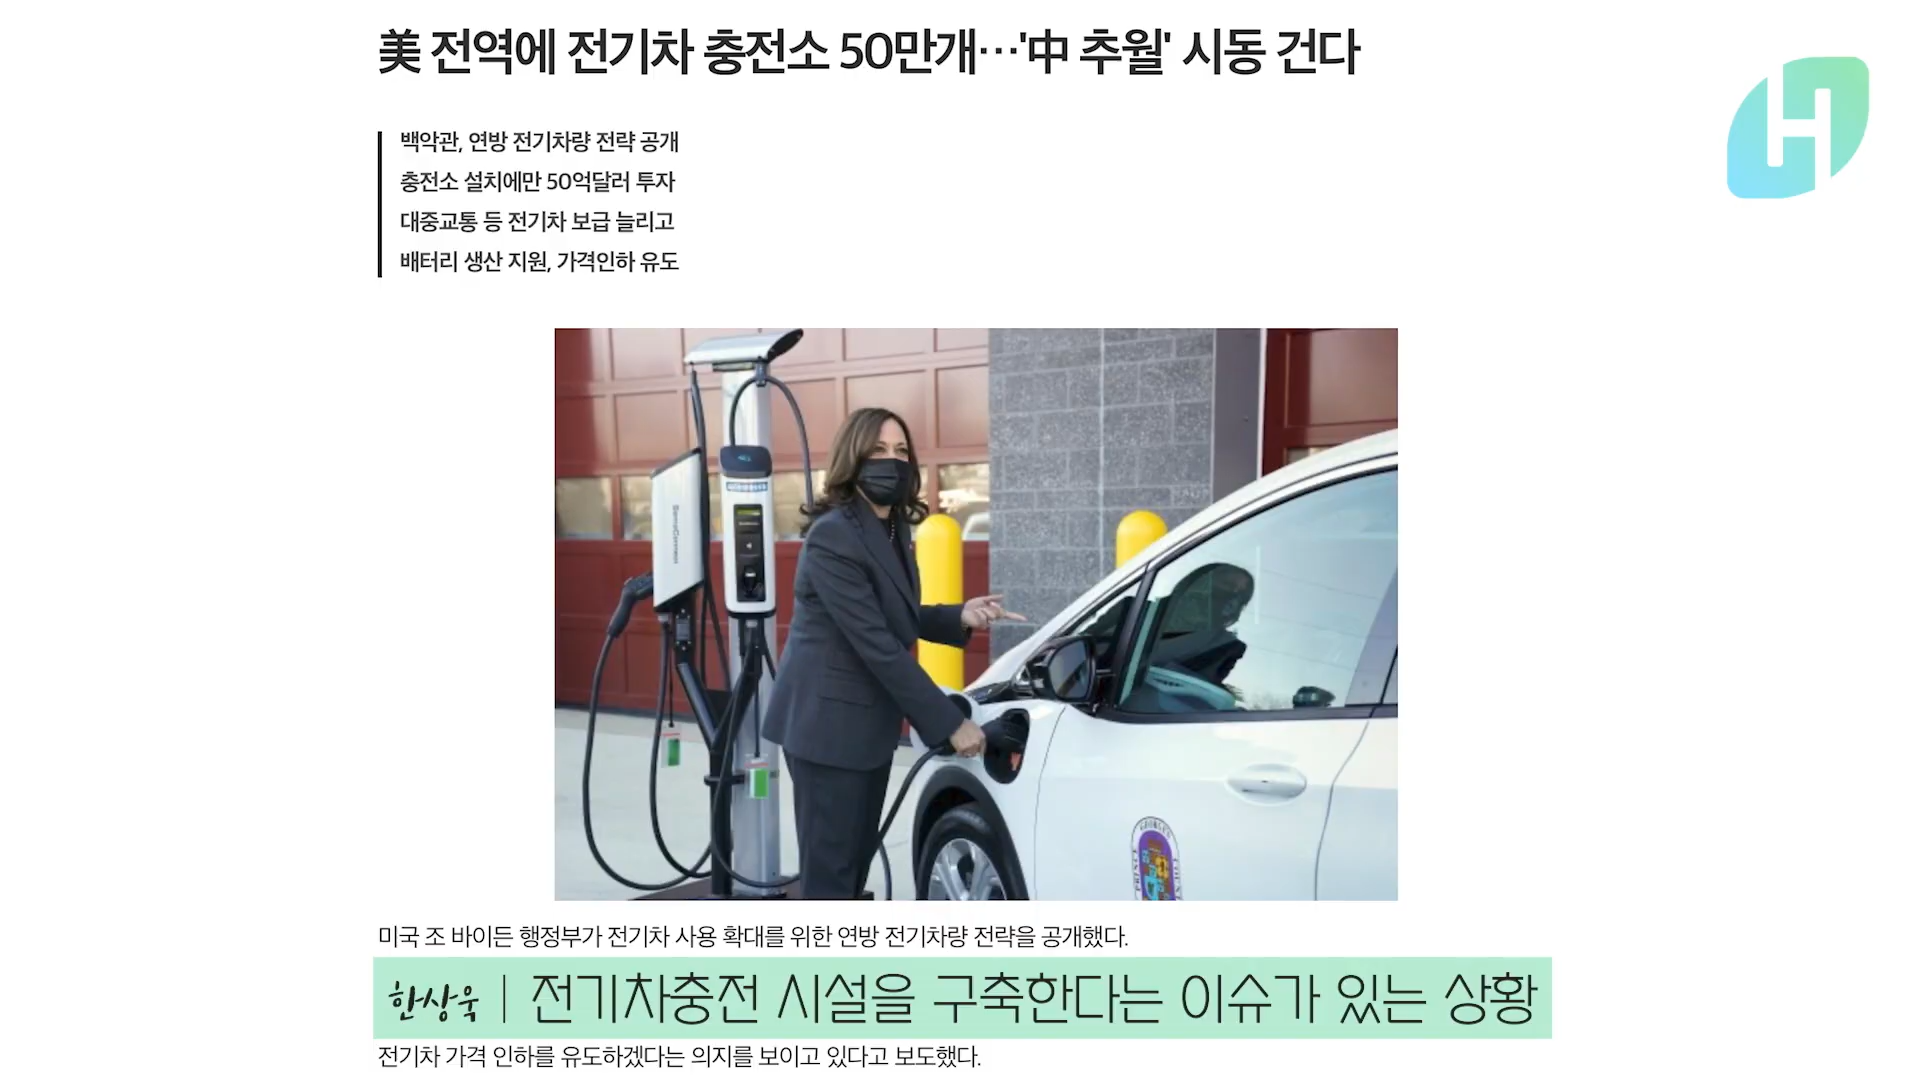 美 전역에 전기차 충전소 50만개…'中 추월' 시동 건다
백악관, 연방 전기차량 전략 공개
충전소 설치에만 50억달러 투자
대중교통 등 전기차 보급 늘리고
배터리 생산 지원, 가격인하 유도
SemaConnect
미국 조 바이든 행정부가 전기차 사용 확대를 위한 연방 전기차량 전략을 공개했다.
한상욱 | 전기차충전 시설을 구축한다는 이슈가 있는 상황
전기차 가격 인하를 유도하겠다는 의지를 보이고 있다고 보도했다.